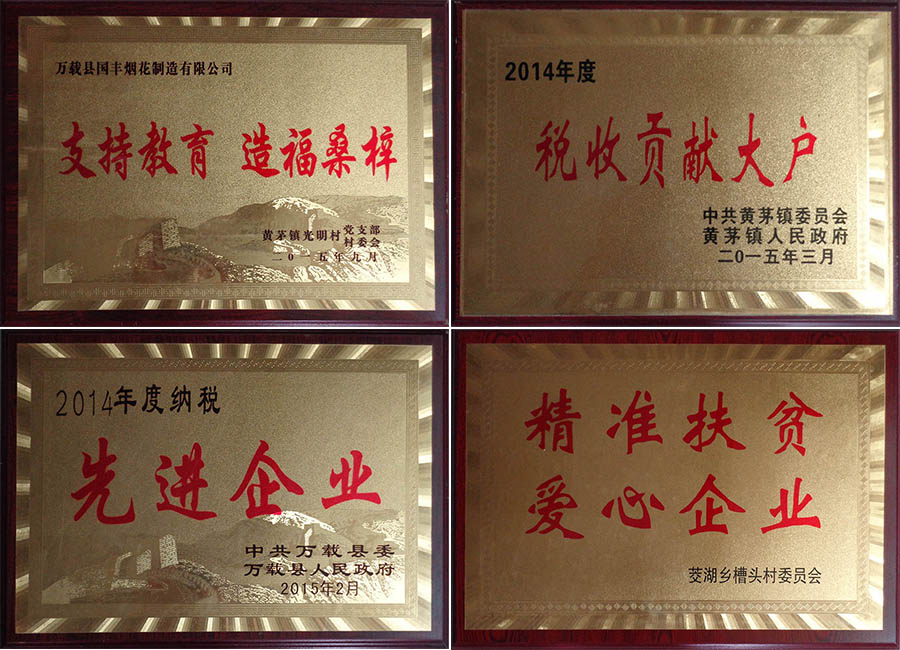 万载县国丰烟花制造有限公司
支持教育 造福桑梓
黄茅镇光明村党支部
村委会
二〇一五年九月
2014年度
税收贡献大户
中共黄茅镇委员会
黄茅镇人民政府
二0一五年三月
2014年度纳税
先进企业
中共万载县委
万载县人民政府
2015年2月
精准扶贫
爱心企业
茭湖乡槽头村委员会